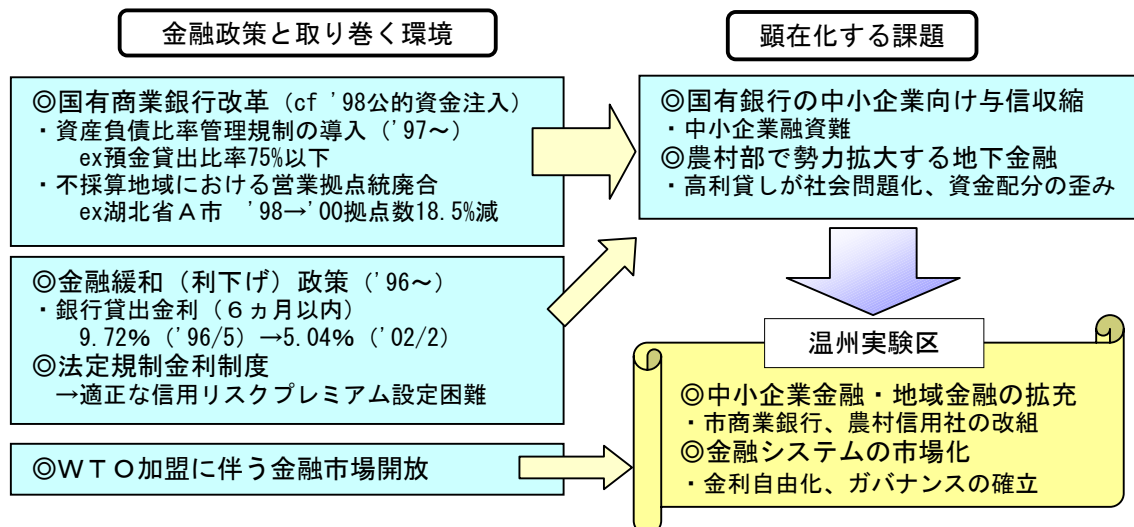 金融政策と取り巻く環境
◎国有商業銀行改革（cf ’98公的資金注入）
・資産負債比率管理規制の導入（’97～）
ex預金貸出比率75%以下
・不採算地域における営業拠点統廃合
ex湖北省Ａ市　’98→’00拠点数18.5%減
◎金融緩和（利下げ）政策（’96～）
・銀行貸出金利（６ヵ月以内）
9.72%（’96/5）→5.04%（’02/2）
◎法定規制金利制度
→適正な信用リスクプレミアム設定困難
◎ＷＴＯ加盟に伴う金融市場開放
顕在化する課題
◎国有銀行の中小企業向け与信収縮
・中小企業融資難
◎農村部で勢力拡大する地下金融
・高利貸しが社会問題化、資金配分の歪み
温州実験区
◎中小企業金融・地域金融の拡充
・市商業銀行、農村信用社の改組
◎金融システムの市場化
・金利自由化、ガバナンスの確立